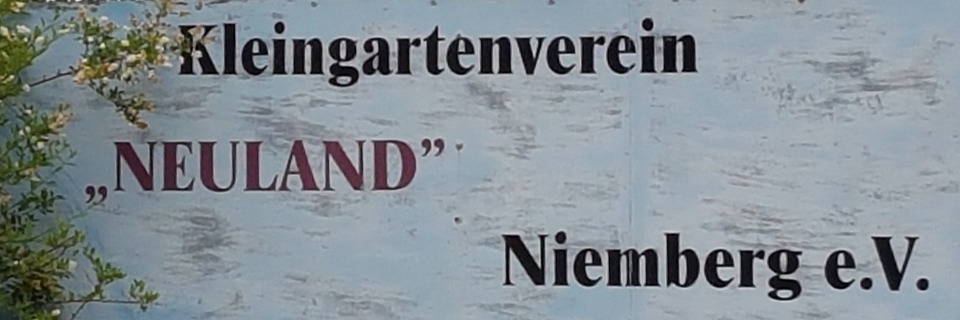 Kleingartenverein
„NEULAND”
Niemberg e.V.